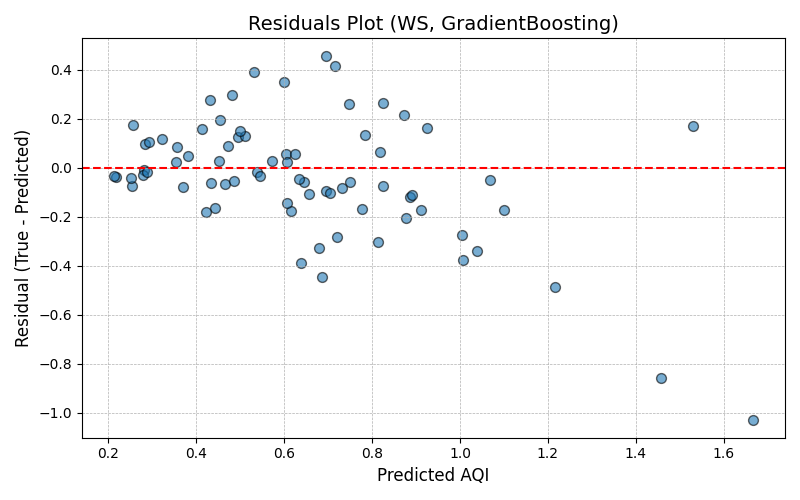 Residuals Plot (WS, GradientBoosting)
Residual (True - Predicted)
0.4
0.2
0.0
−0.2
−0.4
−0.6
−0.8
−1.0
0.2 0.4 0.6 0.8 1.0 1.2 1.4 1.6
Predicted AQI